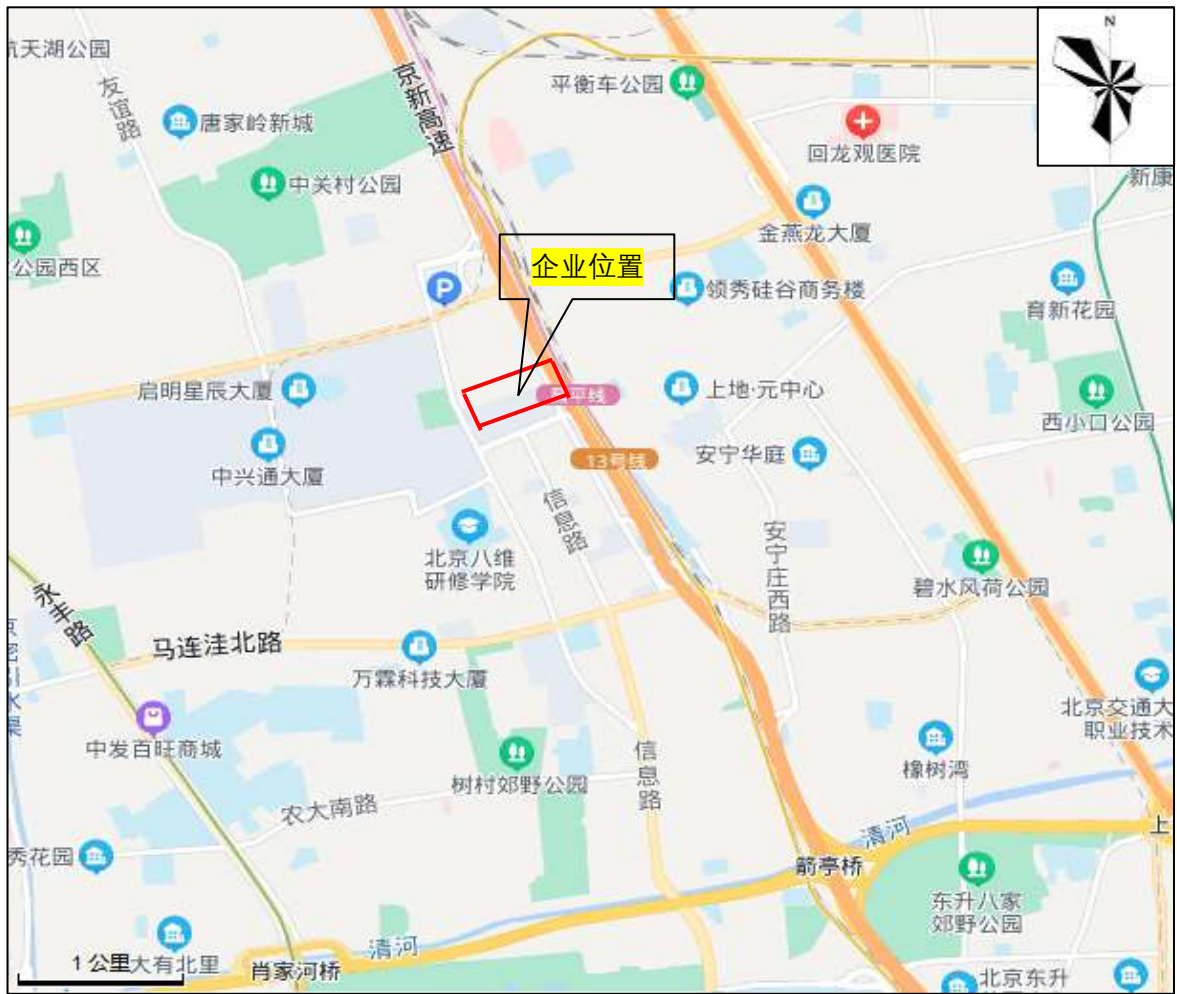 N
航天湖公园
友谊路
唐家岭新城
京新高速
平衡车公园
回龙观医院
中关村公园
新康
金燕龙大厦
公园西区
企业位置
P
领秀硅谷商务楼
育新花园
启明星辰大厦
昌平线
上地·元中心
西小口公园
中兴通大厦
13号线
安宁华庭
信息路
北京八维
研修学院
安宁庄西路
碧水风荷公园
永丰路
马连洼北路
万霖科技大厦
北京交通大
职业技术
中发百旺商城
橡树湾
信息路
树村郊野公园
农大南路
清河
上
秀花园
箭亭桥
东升八家
郊野公园
清河
1 公里
大有北里
肖家河桥
北京东升